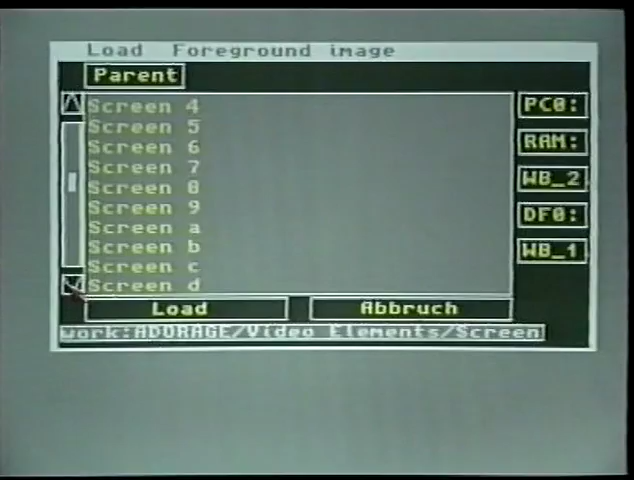 Load Foreground image
Parent
Screen 4
Screen 5
Screen 6
Screen 7
Screen 8
Screen 9
Screen a
Screen b
Screen c
Screen d
PC0:
RAM:
WB_2
DF0:
WB_1
Load
Abbruch
work:ADORAGE/Video Elements/Screen